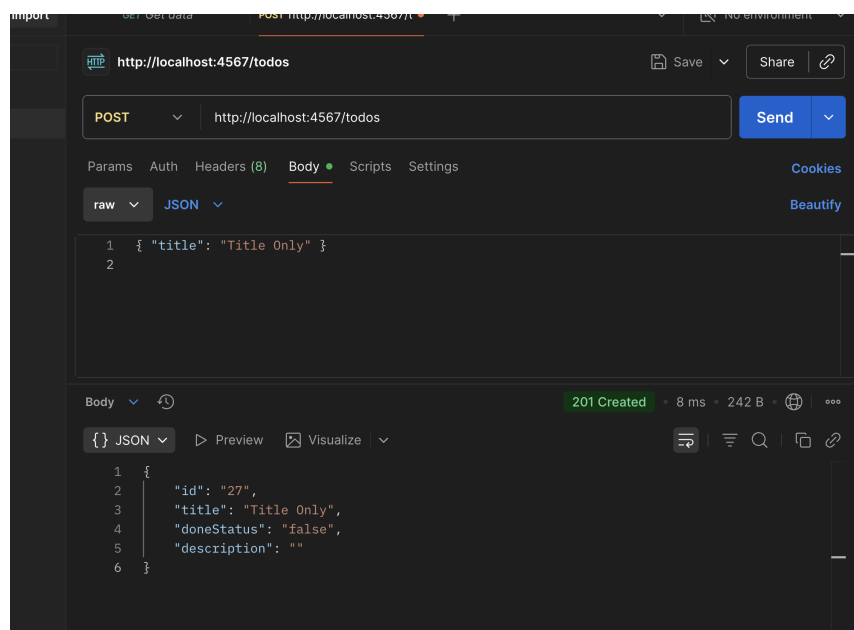 Import GET Get data POST http://localhost:4567/t No environment
HTTP http://localhost:4567/todos Save Share
POST http://localhost:4567/todos Send
Params Auth Headers (8) Body Scripts Settings Cookies
raw JSON Beautify
1 { "title": "Title Only" }
2
Body 201 Created 8 ms 242 B
{} JSON Preview Visualize
1 {
2 "id": "27",
3 "title": "Title Only",
4 "doneStatus": "false",
5 "description": ""
6 }